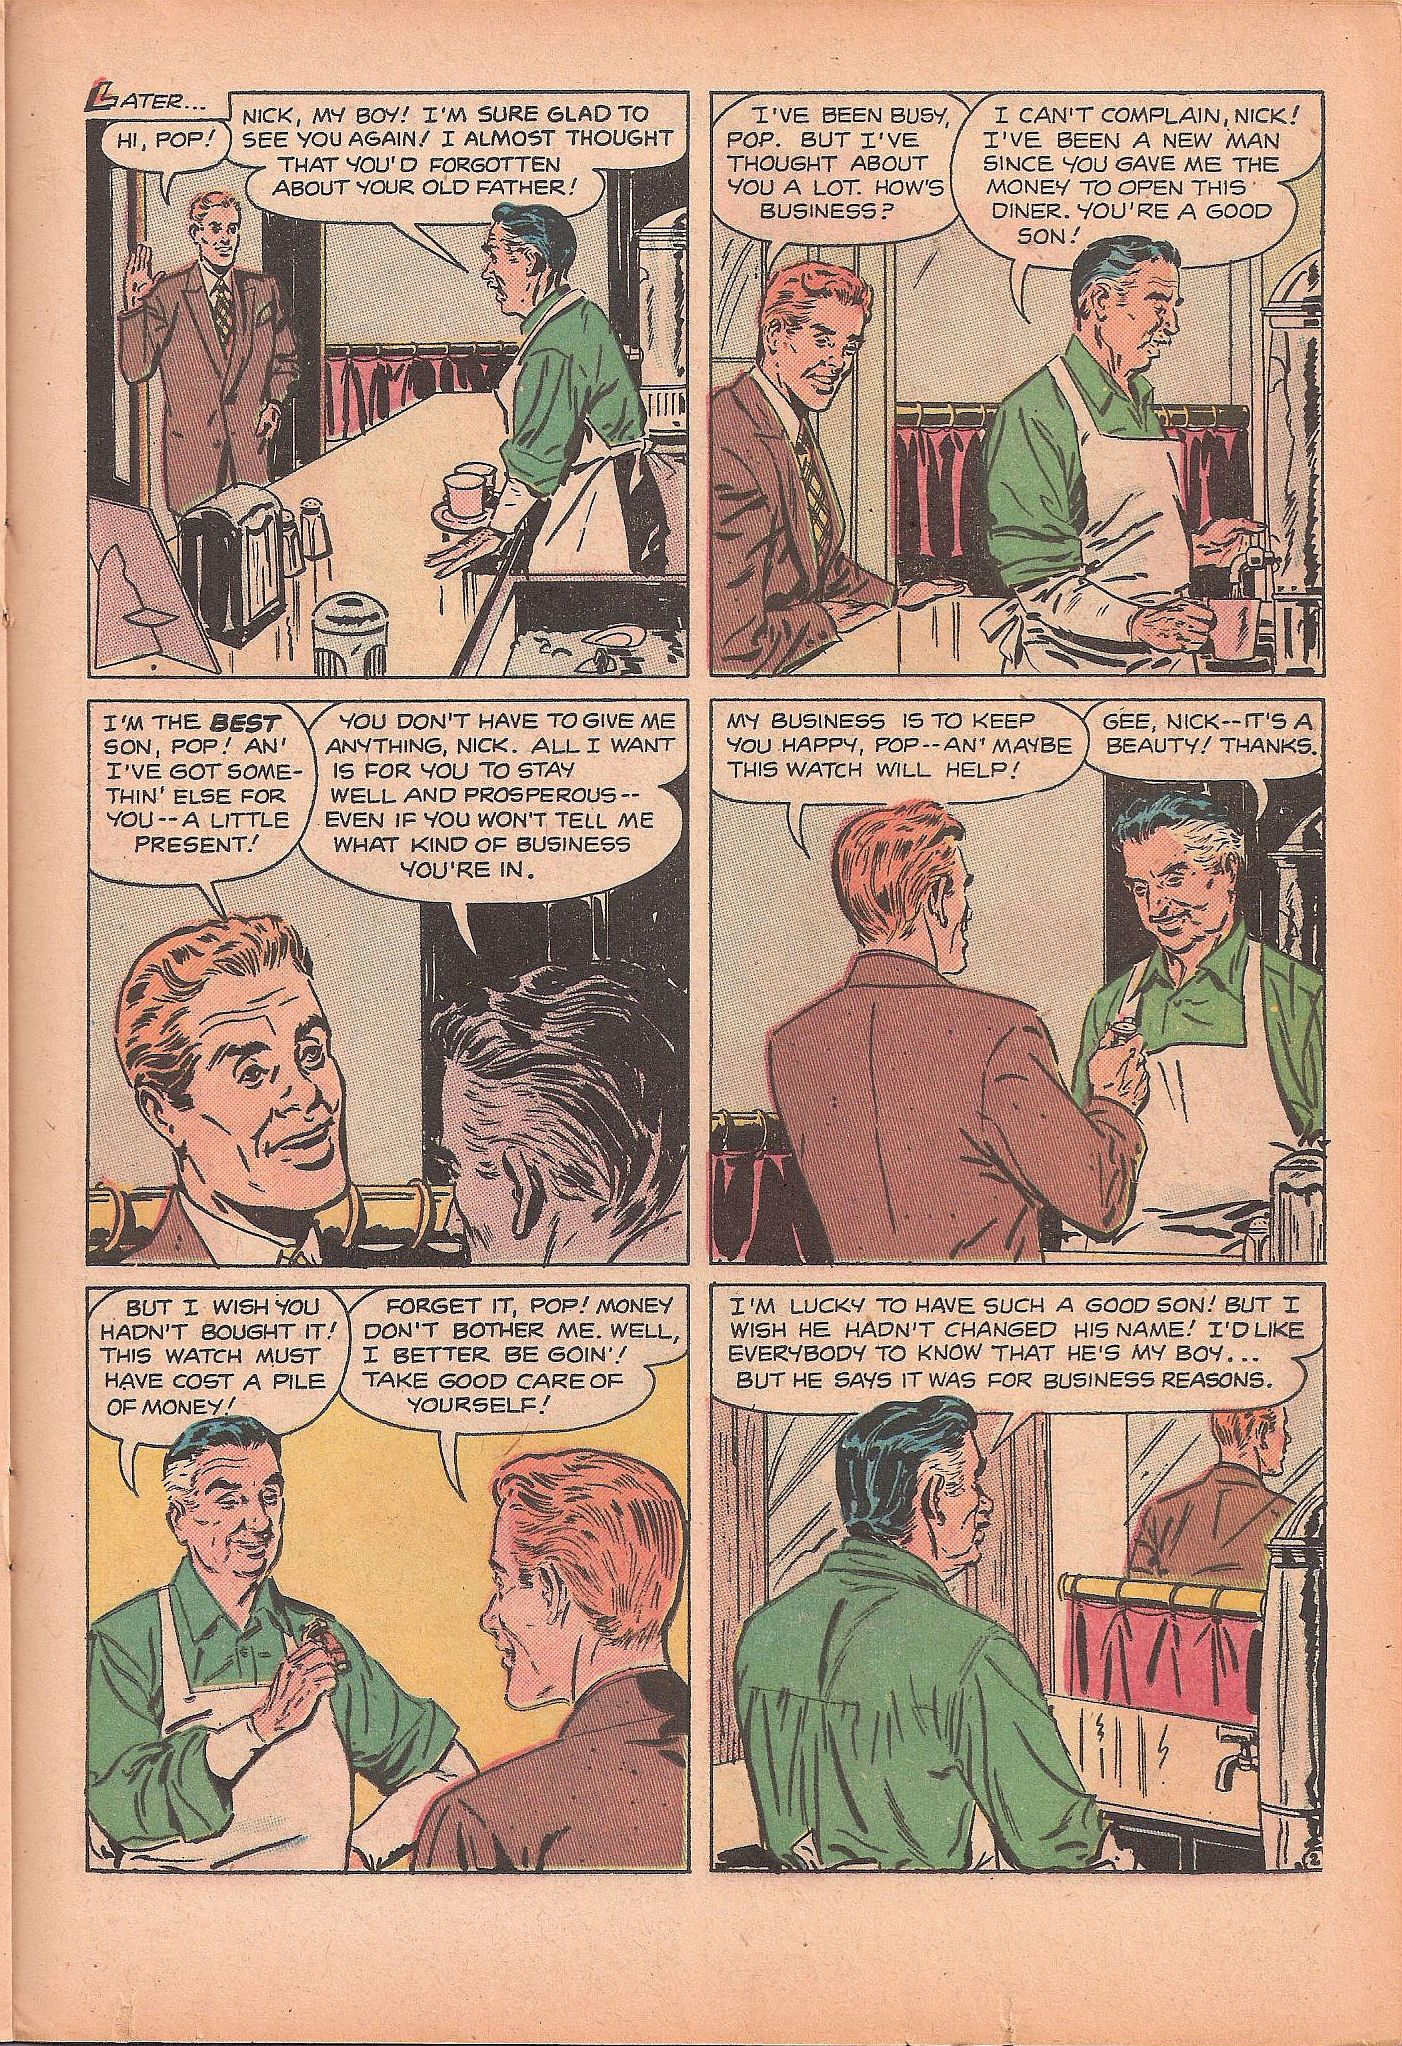 LATER...
HI, POP!
NICK, MY BOY! I'M SURE GLAD TO
SEE YOU AGAIN! I ALMOST THOUGHT
THAT YOU'D FORGOTTEN
ABOUT YOUR OLD FATHER!
I'VE BEEN BUSY,
POP. BUT I'VE
THOUGHT ABOUT
YOU A LOT. HOW'S
BUSINESS?
I CAN'T COMPLAIN, NICK!
I'VE BEEN A NEW MAN
SINCE YOU GAVE ME THE
MONEY TO OPEN THIS
DINER. YOU'RE A GOOD
SON!
I'M THE BEST
SON, POP! AN'
I'VE GOT SOME-
THIN' ELSE FOR
YOU--A LITTLE
PRESENT!
YOU DON'T HAVE TO GIVE ME
ANYTHING, NICK. ALL I WANT
IS FOR YOU TO STAY
WELL AND PROSPEROUS--
EVEN IF YOU WON'T TELL ME
WHAT KIND OF BUSINESS
YOU'RE IN.
MY BUSINESS IS TO KEEP
YOU HAPPY, POP--AN' MAYBE
THIS WATCH WILL HELP!
GEE, NICK--IT'S A
BEAUTY! THANKS.
BUT I WISH YOU
HADN'T BOUGHT IT!
THIS WATCH MUST
HAVE COST A PILE
OF MONEY!
FORGET IT, POP! MONEY
DON'T BOTHER ME. WELL,
I BETTER BE GOIN'!
TAKE GOOD CARE OF
YOURSELF!
I'M LUCKY TO HAVE SUCH A GOOD SON! BUT I
WISH HE HADN'T CHANGED HIS NAME! I'D LIKE
EVERYBODY TO KNOW THAT HE'S MY BOY...
BUT HE SAYS IT WAS FOR BUSINESS REASONS.
2